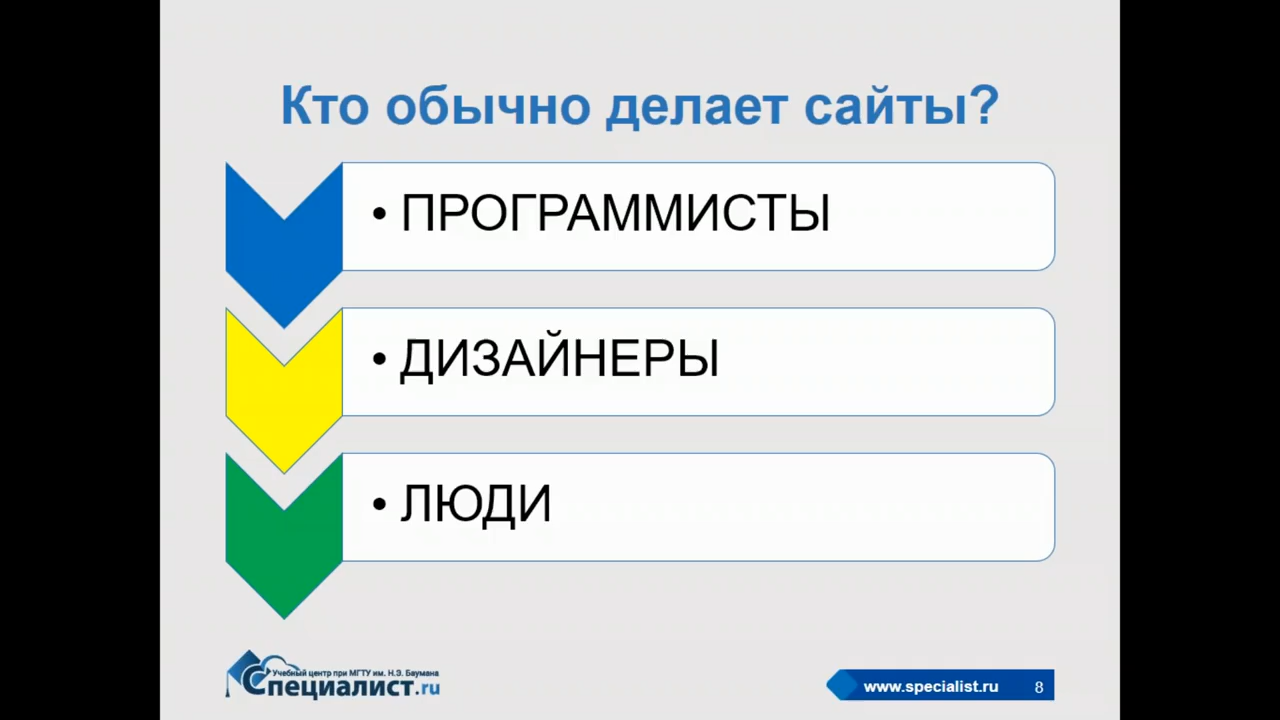 Кто обычно делает сайты?
• ПРОГРАММИСТЫ
• ДИЗАЙНЕРЫ
• ЛЮДИ
Учебный центр при МГТУ им. Н.Э. Баумана
Специалист.ru
www.specialist.ru 8